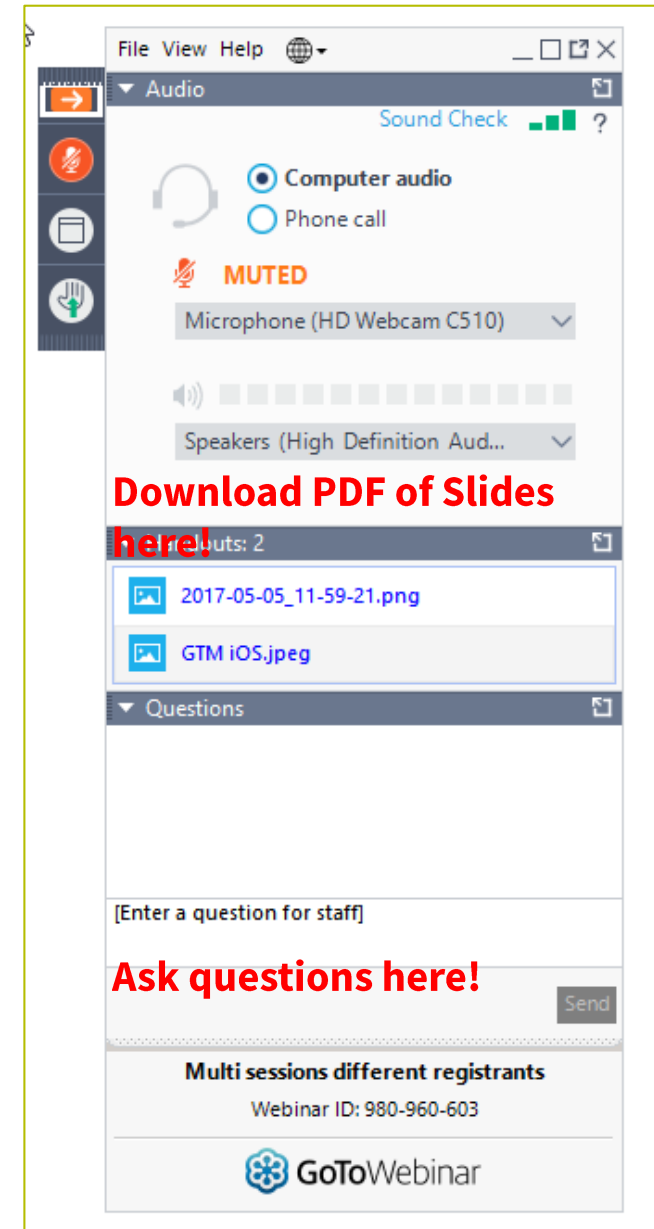 File View Help
Audio
Sound Check ?
Computer audio
Phone call
MUTED
Microphone (HD Webcam C510)
Speakers (High Definition Aud...
Download PDF of Slides
here!
Handouts: 2
2017-05-05_11-59-21.png
GTM iOS.jpeg
Questions
[Enter a question for staff]
Ask questions here!
Send
Multi sessions different registrants
Webinar ID: 980-960-603
GoToWebinar